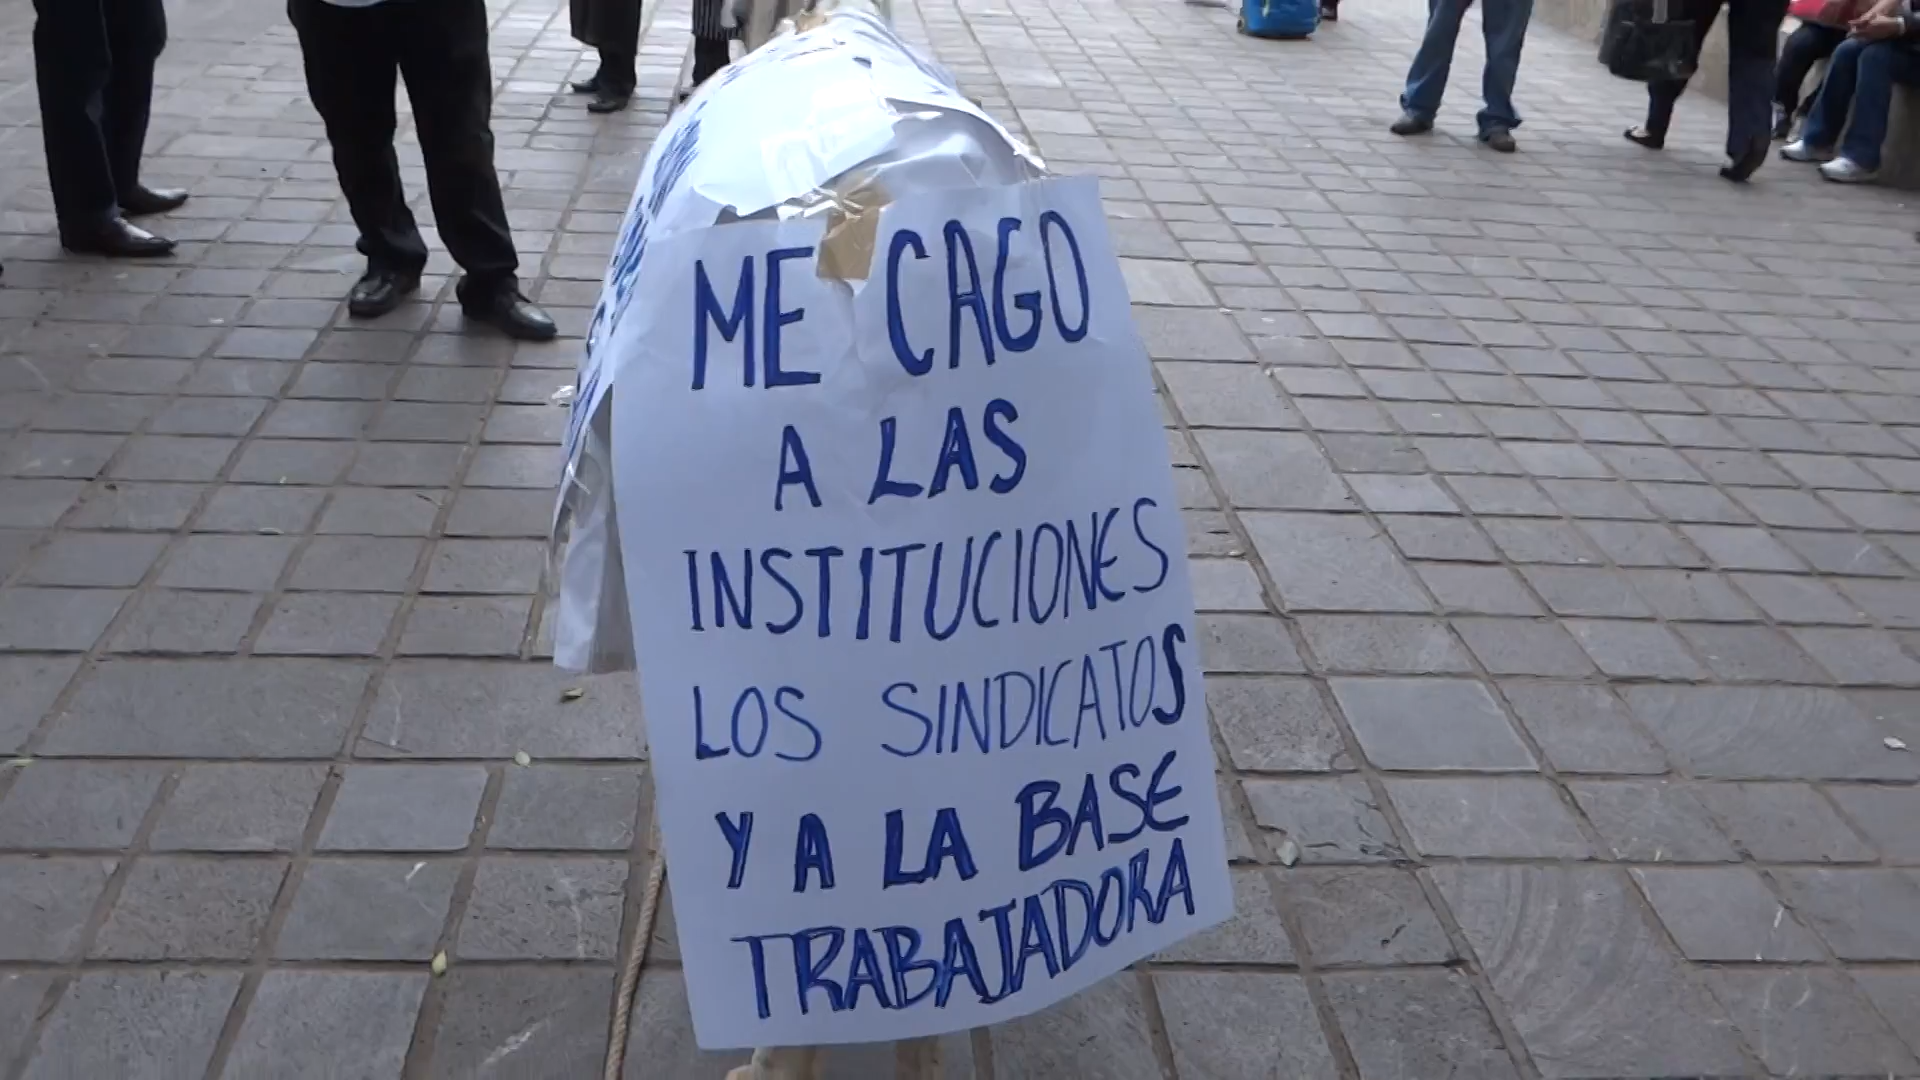 ME CAGO
A LAS
INSTITUCIONES
LOS SINDICATOS
Y A LA BASE
TRABAJADORA